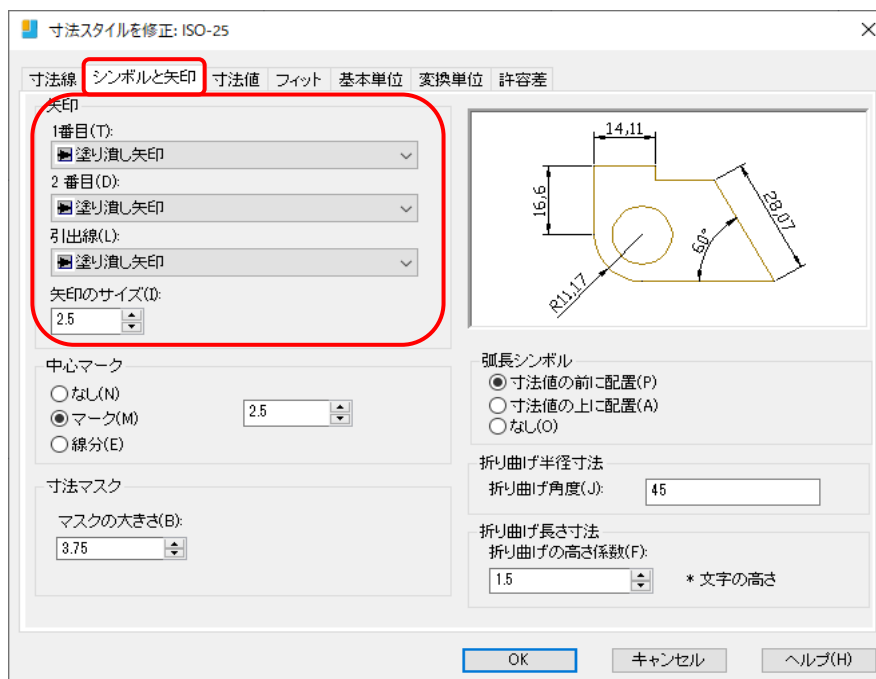 寸法スタイルを修正: ISO-25
寸法線 シンボルと矢印 寸法値 フィット 基本単位 変換単位 許容差
矢印
1番目(T):
塗り潰し矢印
2 番目(D):
塗り潰し矢印
引出線(L):
塗り潰し矢印
矢印のサイズ(I):
2.5
14,11
16,6
28,07
60°
R11,17
中心マーク
なし(N)
マーク(M)
2.5
線分(E)
弧長シンボル
寸法値の前に配置(P)
寸法値の上に配置(A)
なし(O)
寸法マスク
マスクの大きさ(B):
3.75
折り曲げ半径寸法
折り曲げ角度(J):
45
折り曲げ長さ寸法
折り曲げの高さ係数(F):
1.5
* 文字の高さ
OK キャンセル ヘルプ(H)